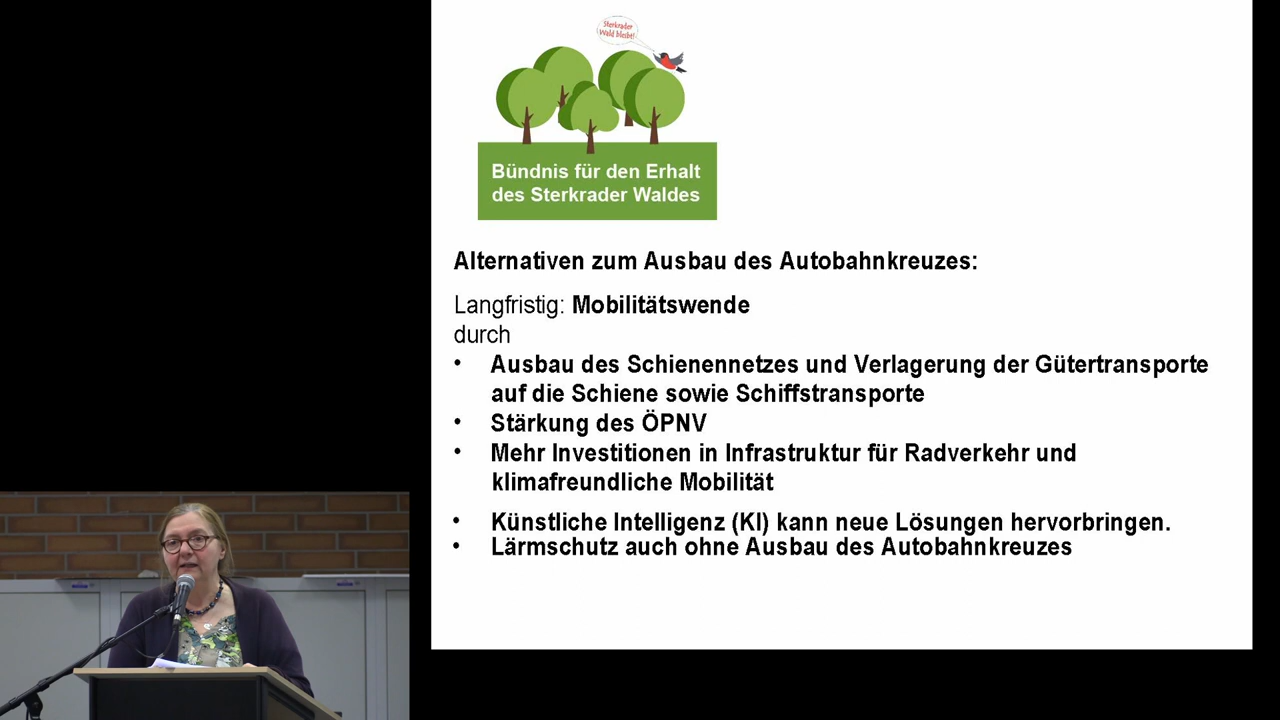 Sterkrader
Wald bleibt!
Bündnis für den Erhalt
des Sterkrader Waldes
Alternativen zum Ausbau des Autobahnkreuzes:
Langfristig: Mobilitätswende
durch
• Ausbau des Schienennetzes und Verlagerung der Gütertransporte
auf die Schiene sowie Schiffstransporte
• Stärkung des ÖPNV
• Mehr Investitionen in Infrastruktur für Radverkehr und
klimafreundliche Mobilität
• Künstliche Intelligenz (KI) kann neue Lösungen hervorbringen.
• Lärmschutz auch ohne Ausbau des Autobahnkreuzes